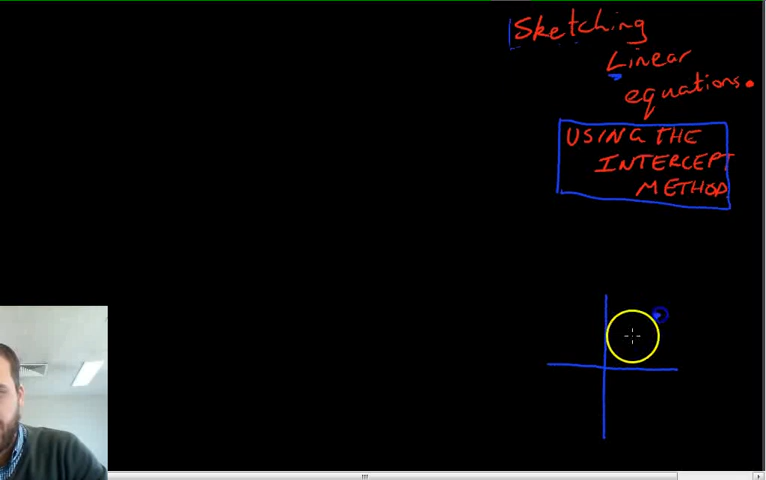 Sketching
Linear
equations.
USING THE
INTERCEPT
METHOD